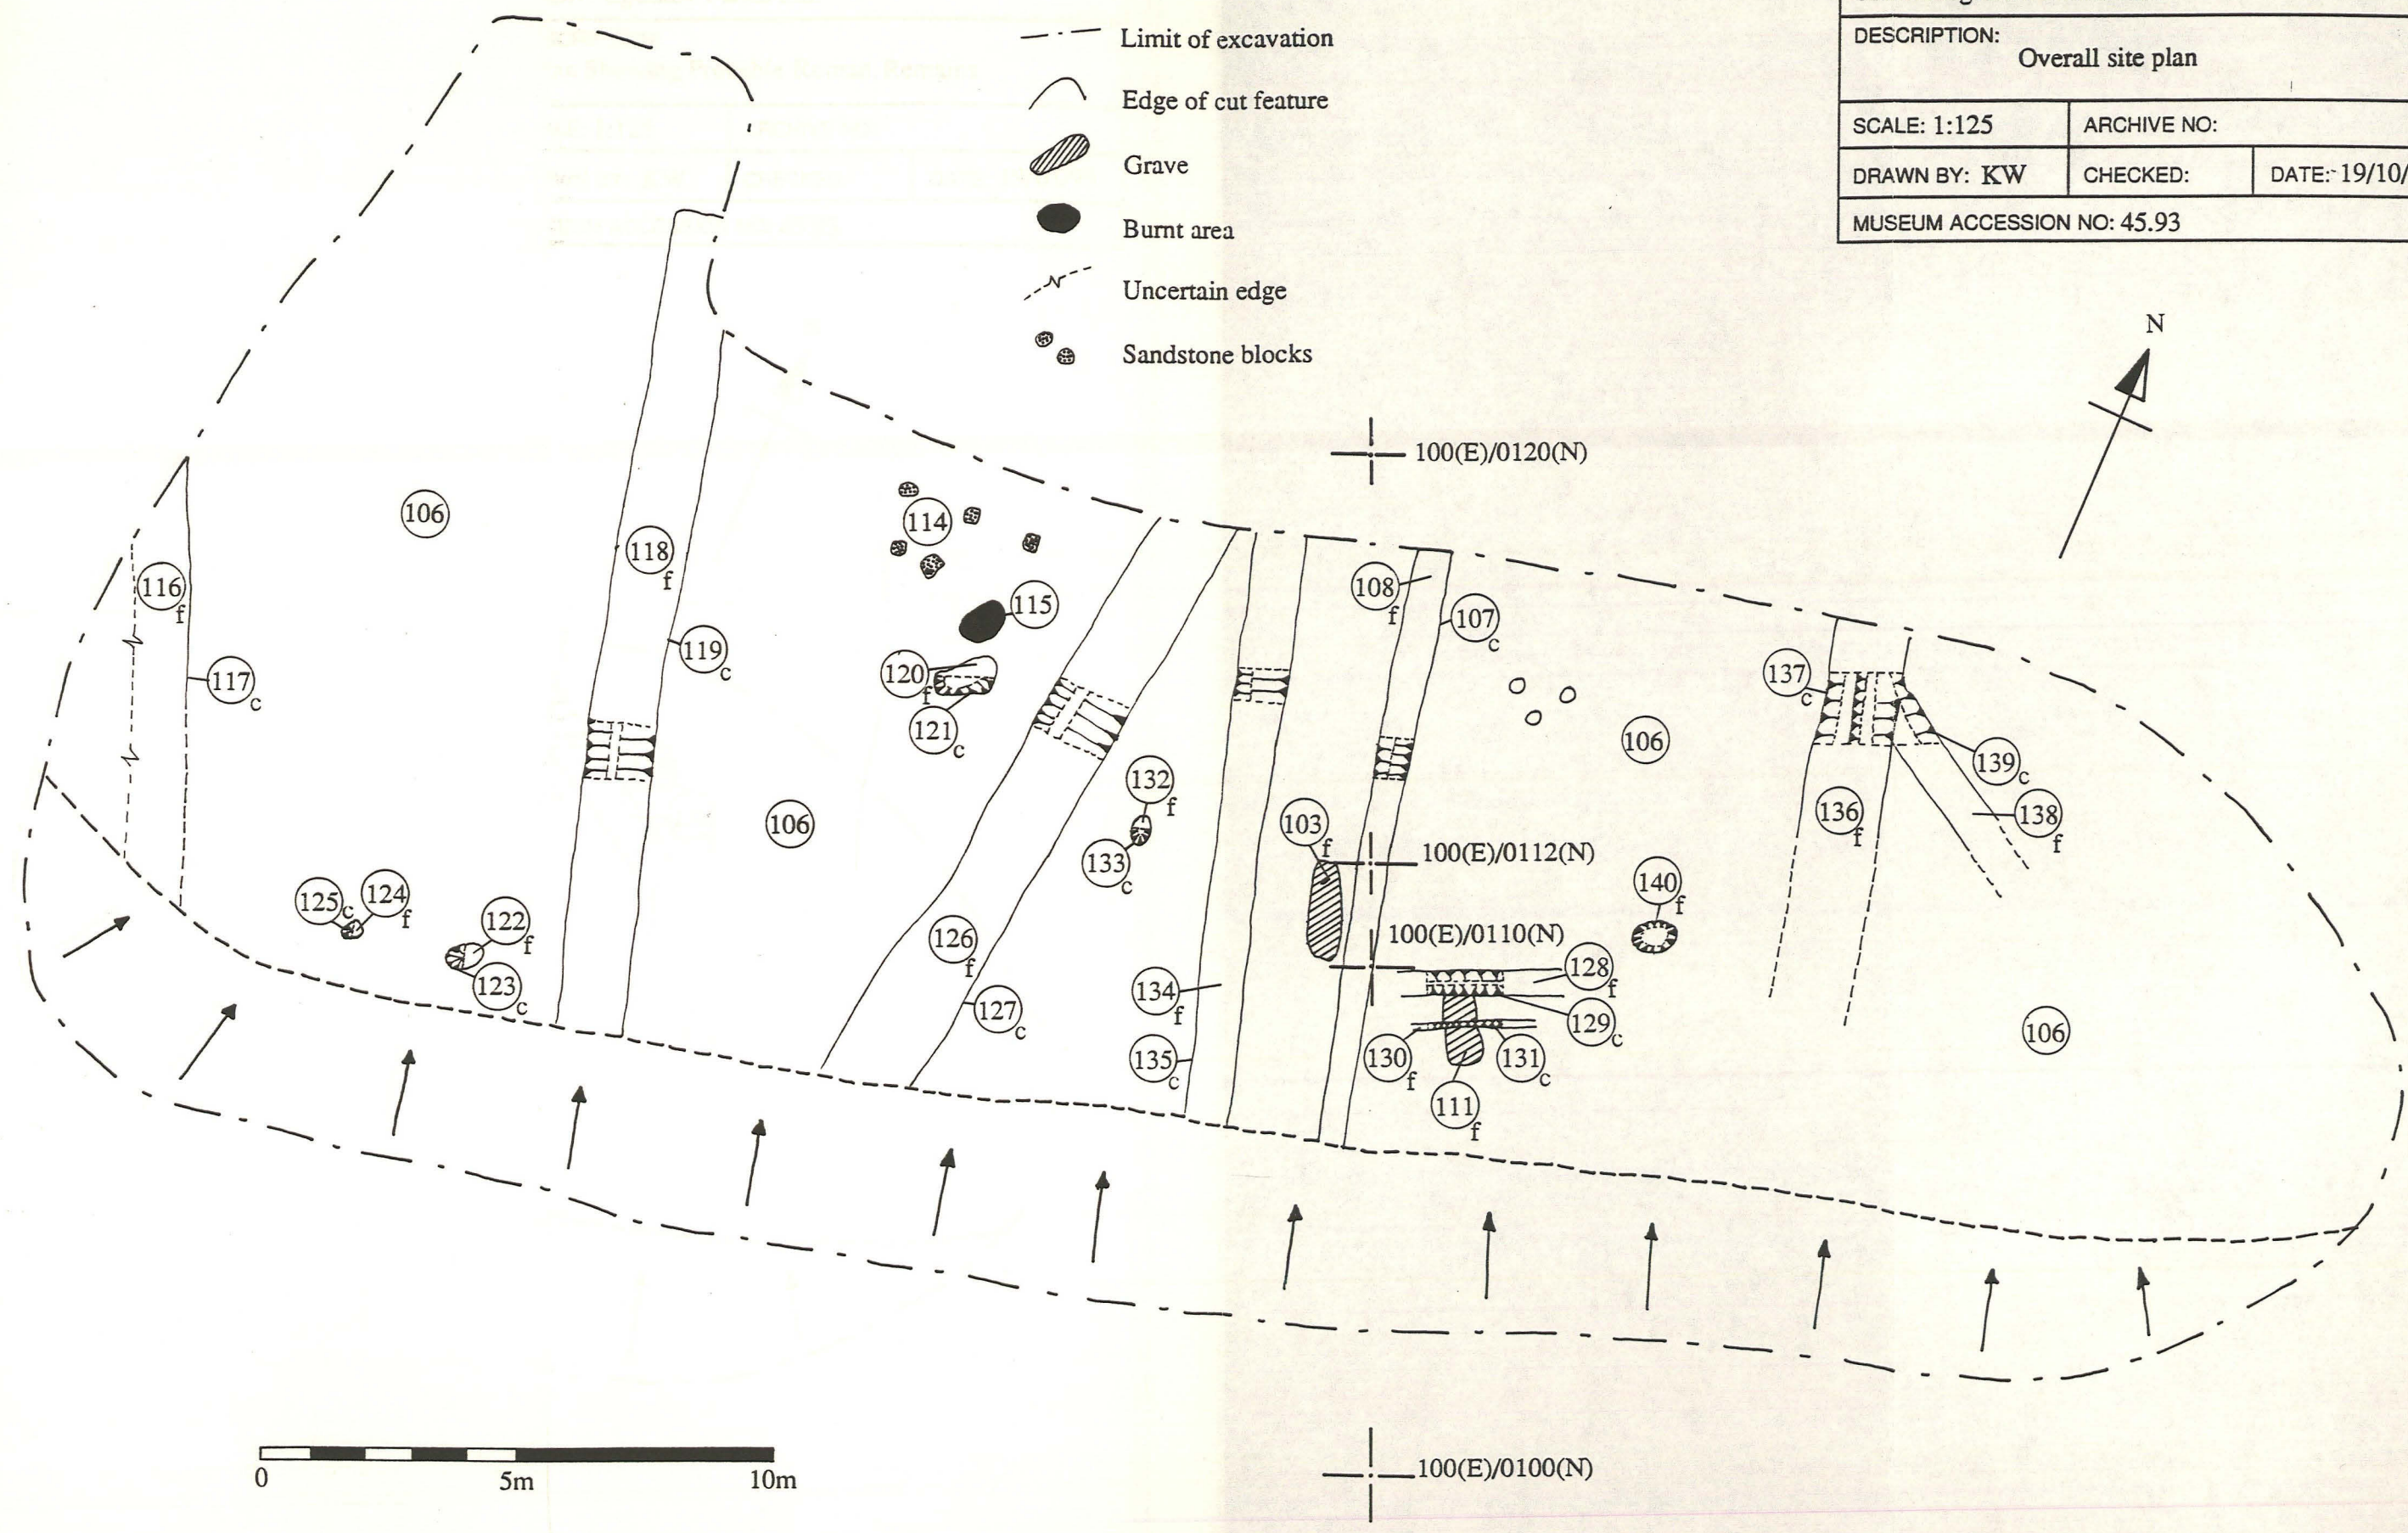 Limit of excavation
Edge of cut feature
Grave
Burnt area
Uncertain edge
Sandstone blocks
DESCRIPTION:
Overall site plan
SCALE: 1:125
ARCHIVE NO:
DRAWN BY: KW
CHECKED:
DATE: 19/10/
MUSEUM ACCESSION NO: 45.93
N
100(E)/0120(N)
106
114
118 f
116 f
108 f
115
107 c
119 c
117 c
120 f
121 c
137 c
106
139 c
132 f
138 f
136 f
106
103 f
133 c
100(E)/0112(N)
125 c
124 f
122 f
140 f
126 f
100(E)/0110(N)
123 c
134 f
128 f
127 c
129 c
106
135 c
130 f
131 c
111 f
0
5m
10m
100(E)/0100(N)